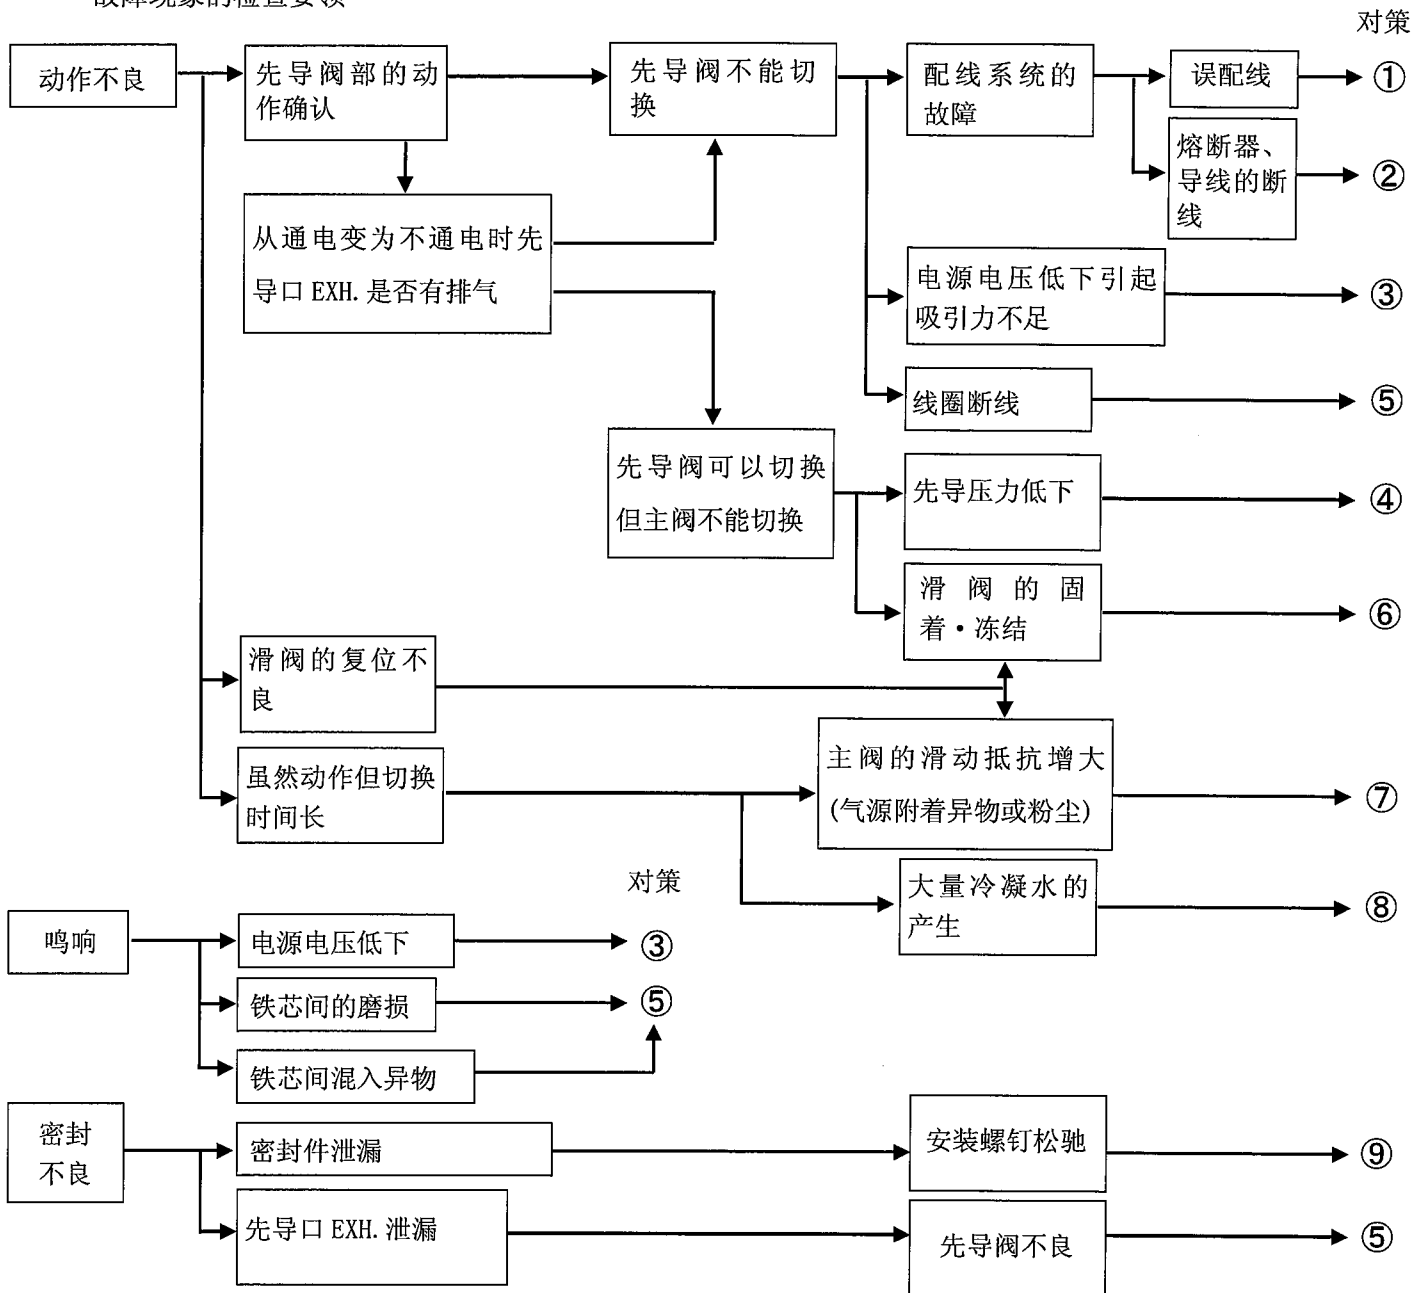 故障现象的检查要领
对策
动作不良
先导阀部的动
作确认
先导阀不能切
换
配线系统的
故障
误配线
①
熔断器、
导线的断
线
②
从通电变为不通电时先
导口EXH.是否有排气
电源电压低下引起
吸引力不足
③
线圈断线
⑤
先导阀可以切换
但主阀不能切换
先导压力低下
④
滑阀的固
着·冻结
⑥
滑阀的复位不
良
虽然动作但切换
时间长
主阀的滑动抵抗增大
(气源附着异物或粉尘)
⑦
大量冷凝水的
产生
⑧
对策
鸣响
电源电压低下
③
铁芯间的磨损
⑤
铁芯间混入异物
密封
不良
密封件泄漏
安装螺钉松驰
⑨
先导口EXH.泄漏
先导阀不良
⑤